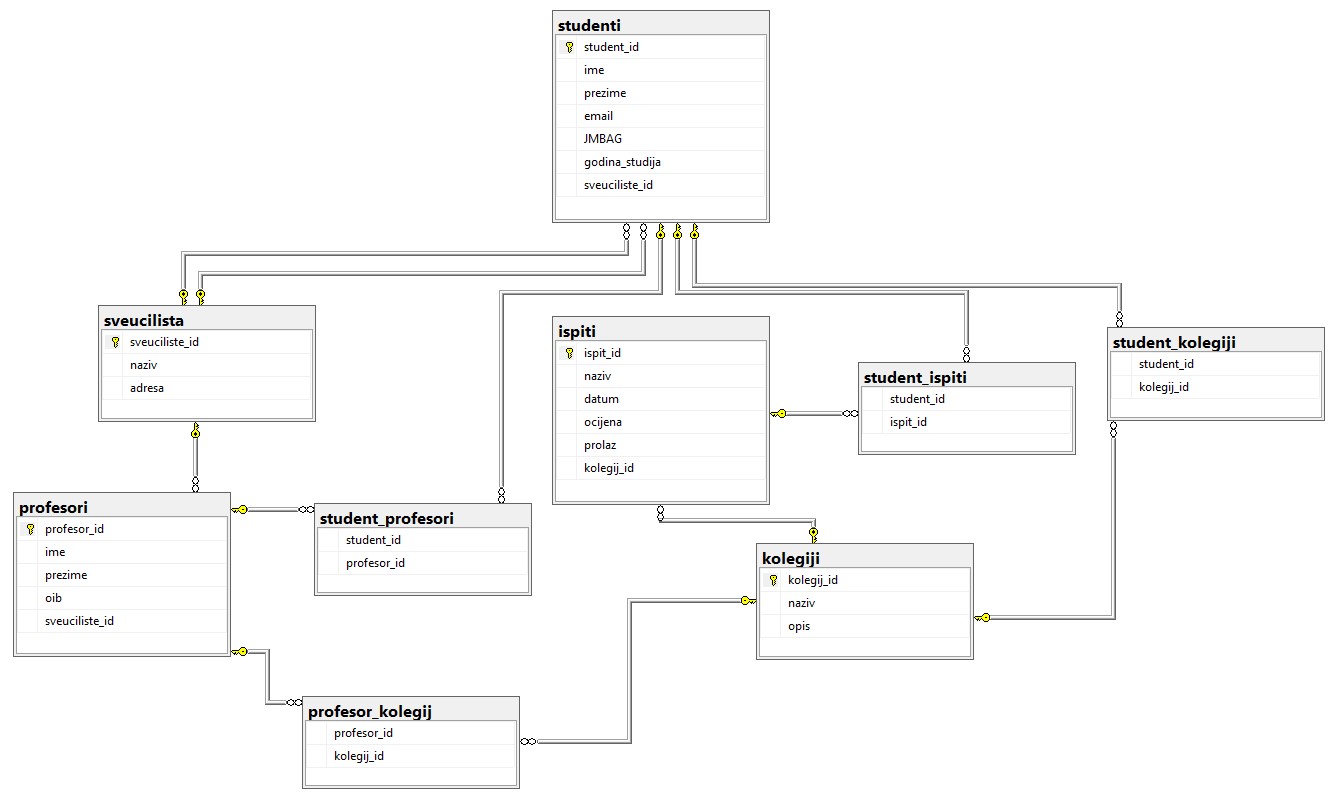 studenti
student_id
ime
prezime
email
JMBAG
godina_studija
sveuciliste_id
sveucilista
sveuciliste_id
naziv
adresa
ispiti
ispit_id
naziv
datum
ocijena
prolaz
kolegij_id
student_ispiti
student_id
ispit_id
student_kolegiji
student_id
kolegij_id
profesori
profesor_id
ime
prezime
oib
sveuciliste_id
student_profesori
student_id
profesor_id
kolegiji
kolegij_id
naziv
opis
profesor_kolegij
profesor_id
kolegij_id